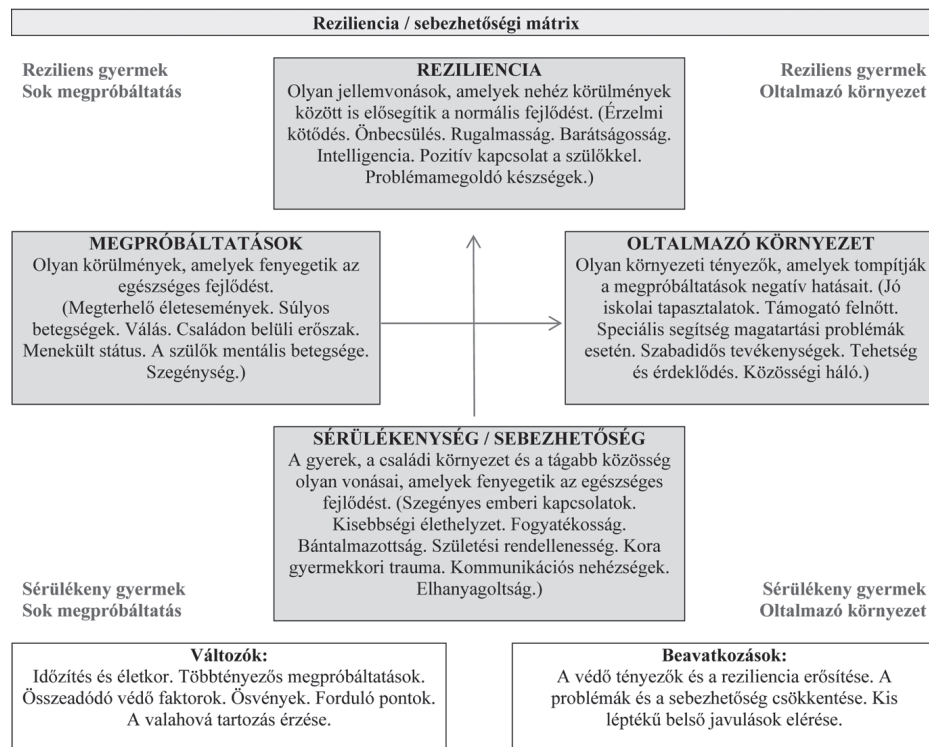 Reziliencia / sebezhetőségi mátrix
Reziliens gyermek
Sok megpróbáltatás
REZILIENCIA
Olyan jellemvonások, amelyek nehéz körülmények
között is elősegítik a normális fejlődést. (Érzelmi
kötődés. Önbecsülés. Rugalmasság. Barátságosság.
Intelligencia. Pozitív kapcsolat a szülőkkel.
Problémamegoldó készségek.)
Reziliens gyermek
Oltalmazó környezet
MEGPRÓBÁLTATÁSOK
Olyan körülmények, amelyek fenyegetik az
egészséges fejlődést.
(Megterhelő életesemények. Súlyos
betegségek. Válás. Családon belüli erőszak.
Menekült státus. A szülők mentális betegsége.
Szegénység.)
OLTALMAZÓ KÖRNYEZET
Olyan környezeti tényezők, amelyek tompítják
a megpróbáltatások negatív hatásait. (Jó
iskolai tapasztalatok. Támogató felnőtt.
Speciális segítség magatartási problémák
esetén. Szabadidős tevékenységek. Tehetség
és érdeklődés. Közösségi háló.)
SÉRÜLÉKENYSÉG / SEBEZHETŐSÉG
A gyerek, a családi környezet és a tágabb közösség
olyan vonásai, amelyek fenyegetik az egészséges
fejlődést. (Szegényes emberi kapcsolatok.
Kisebbségi élethelyzet. Fogyatékosság.
Bántalmazottság. Születési rendellenesség. Kora
gyermekkori trauma. Kommunikációs nehézségek.
Elhanyagoltság.)
Sérülékeny gyermek
Sok megpróbáltatás
Sérülékeny gyermek
Oltalmazó környezet
Változók:
Időzítés és életkor. Többtényezős megpróbáltatások.
Összeadódó védő faktorok. Ösvények. Forduló pontok.
A valahová tartozás érzése.
Beavatkozások:
A védő tényezők és a reziliencia erősítése. A
problémák és a sebezhetőség csökkentése. Kis
léptékű belső javulások elérése.